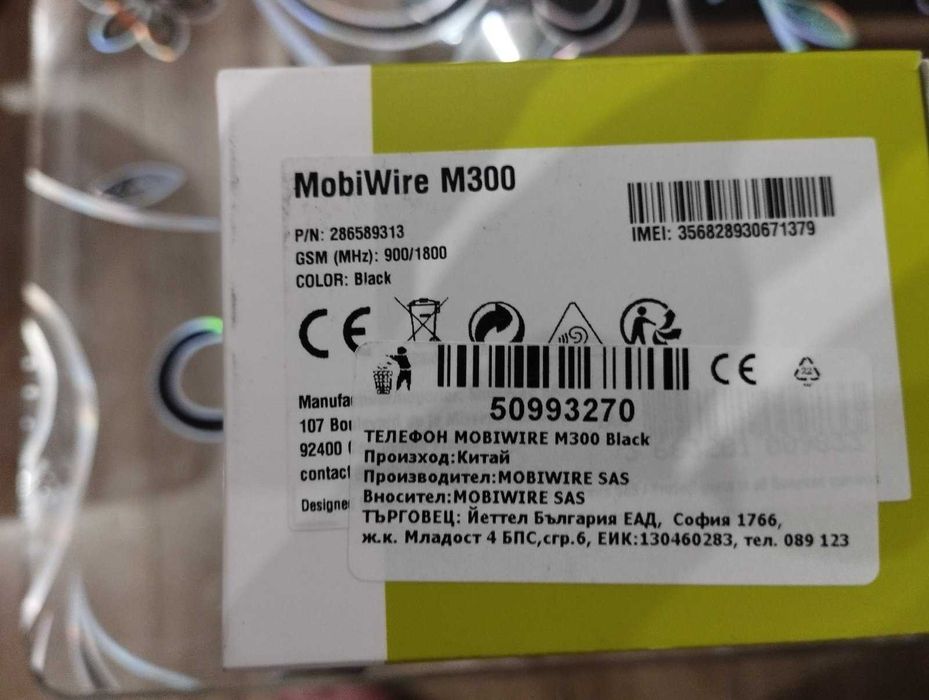 MobiWire M300
P/N: 286589313
GSM (MHz): 900/1800
COLOR: Black
IMEI: 356828930671379
CE
Manufa
107 Bou
92400
contact
Designe
CE
22
50993270
ТЕЛЕФОН MOBIWIRE M300 Black
Произход:Китай
Производител:MOBIWIRE SAS
Вносител:MOBIWIRE SAS
ТЪРГОВЕЦ: Йеттел България ЕАД, София 1766,
ж.к. Младост 4 БПС,сгр.6, ЕИК:130460283, тел. 089 123